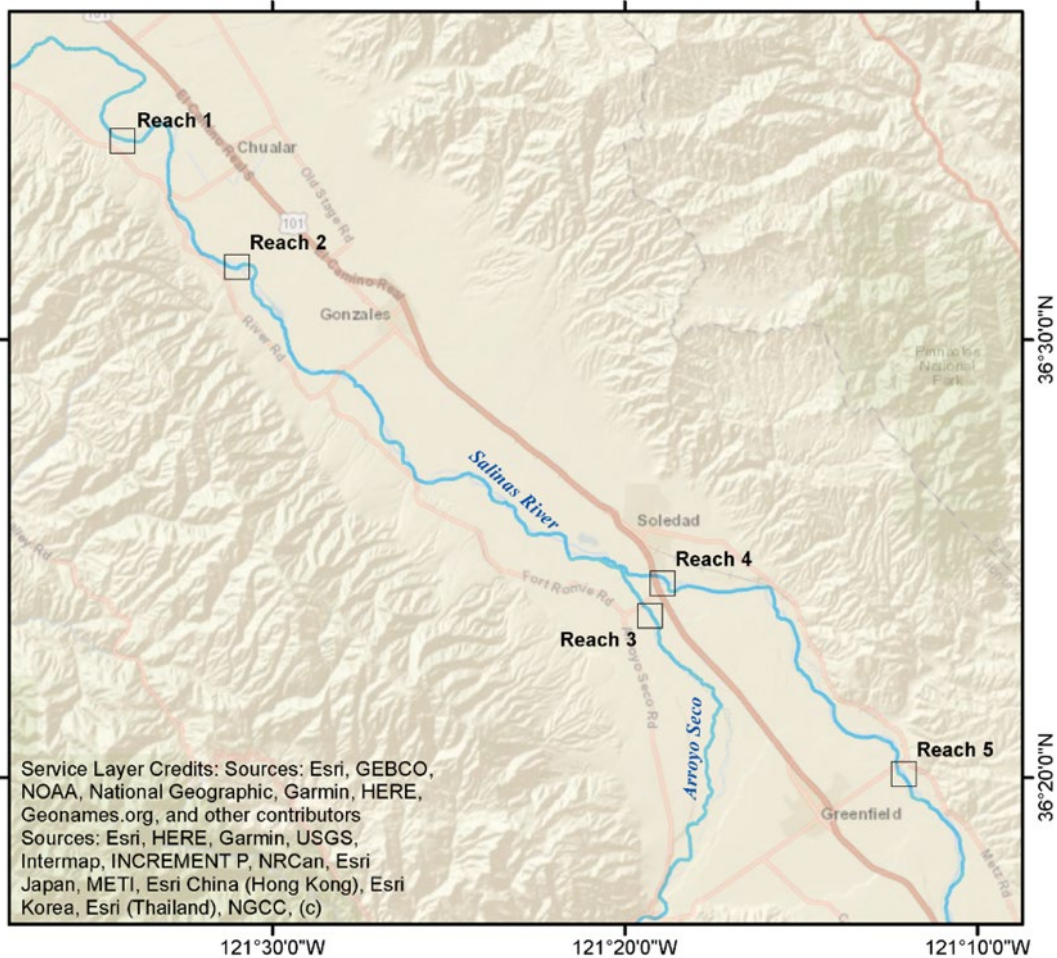 101
Reach 1
El Camino Real S
Chualar
Old Stage Rd
101
Reach 2
El Camino Real
Gonzales
River Rd
36°30'0"N
Pinnacles
National
Park
Salinas River
Soledad
Reach 4
Fort Romie Rd
Reach 3
Arroyo Seco Rd
Arroyo Seco
Reach 5
36°20'0"N
Greenfield
Metz Rd
Service Layer Credits: Sources: Esri, GEBCO,
NOAA, National Geographic, Garmin, HERE,
Geonames.org, and other contributors
Sources: Esri, HERE, Garmin, USGS,
Intermap, INCREMENT P, NRCan, Esri
Japan, METI, Esri China (Hong Kong), Esri
Korea, Esri (Thailand), NGCC, (c)
121°30'0"W
121°20'0"W
121°10'0"W